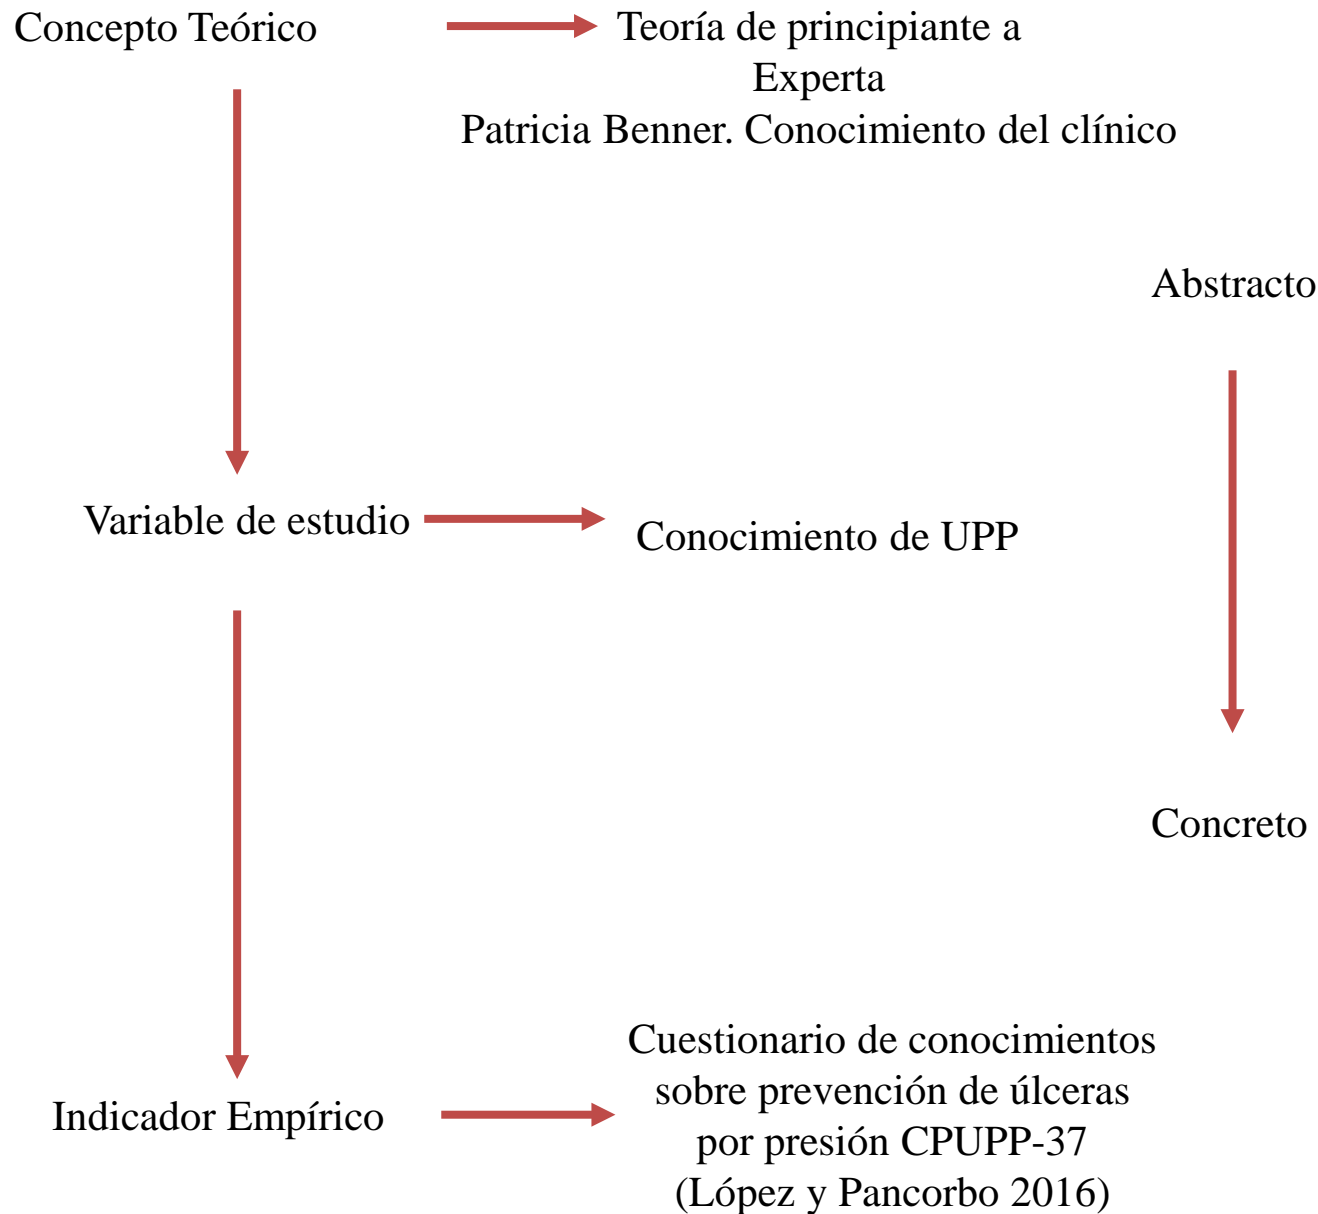 Concepto Teórico
Teoría de principiante a
Experta
Patricia Benner. Conocimiento del clínico
Abstracto
Variable de estudio
Conocimiento de UPP
Concreto
Indicador Empírico
Cuestionario de conocimientos
sobre prevención de úlceras
por presión CPUPP-37
(López y Pancorbo 2016)